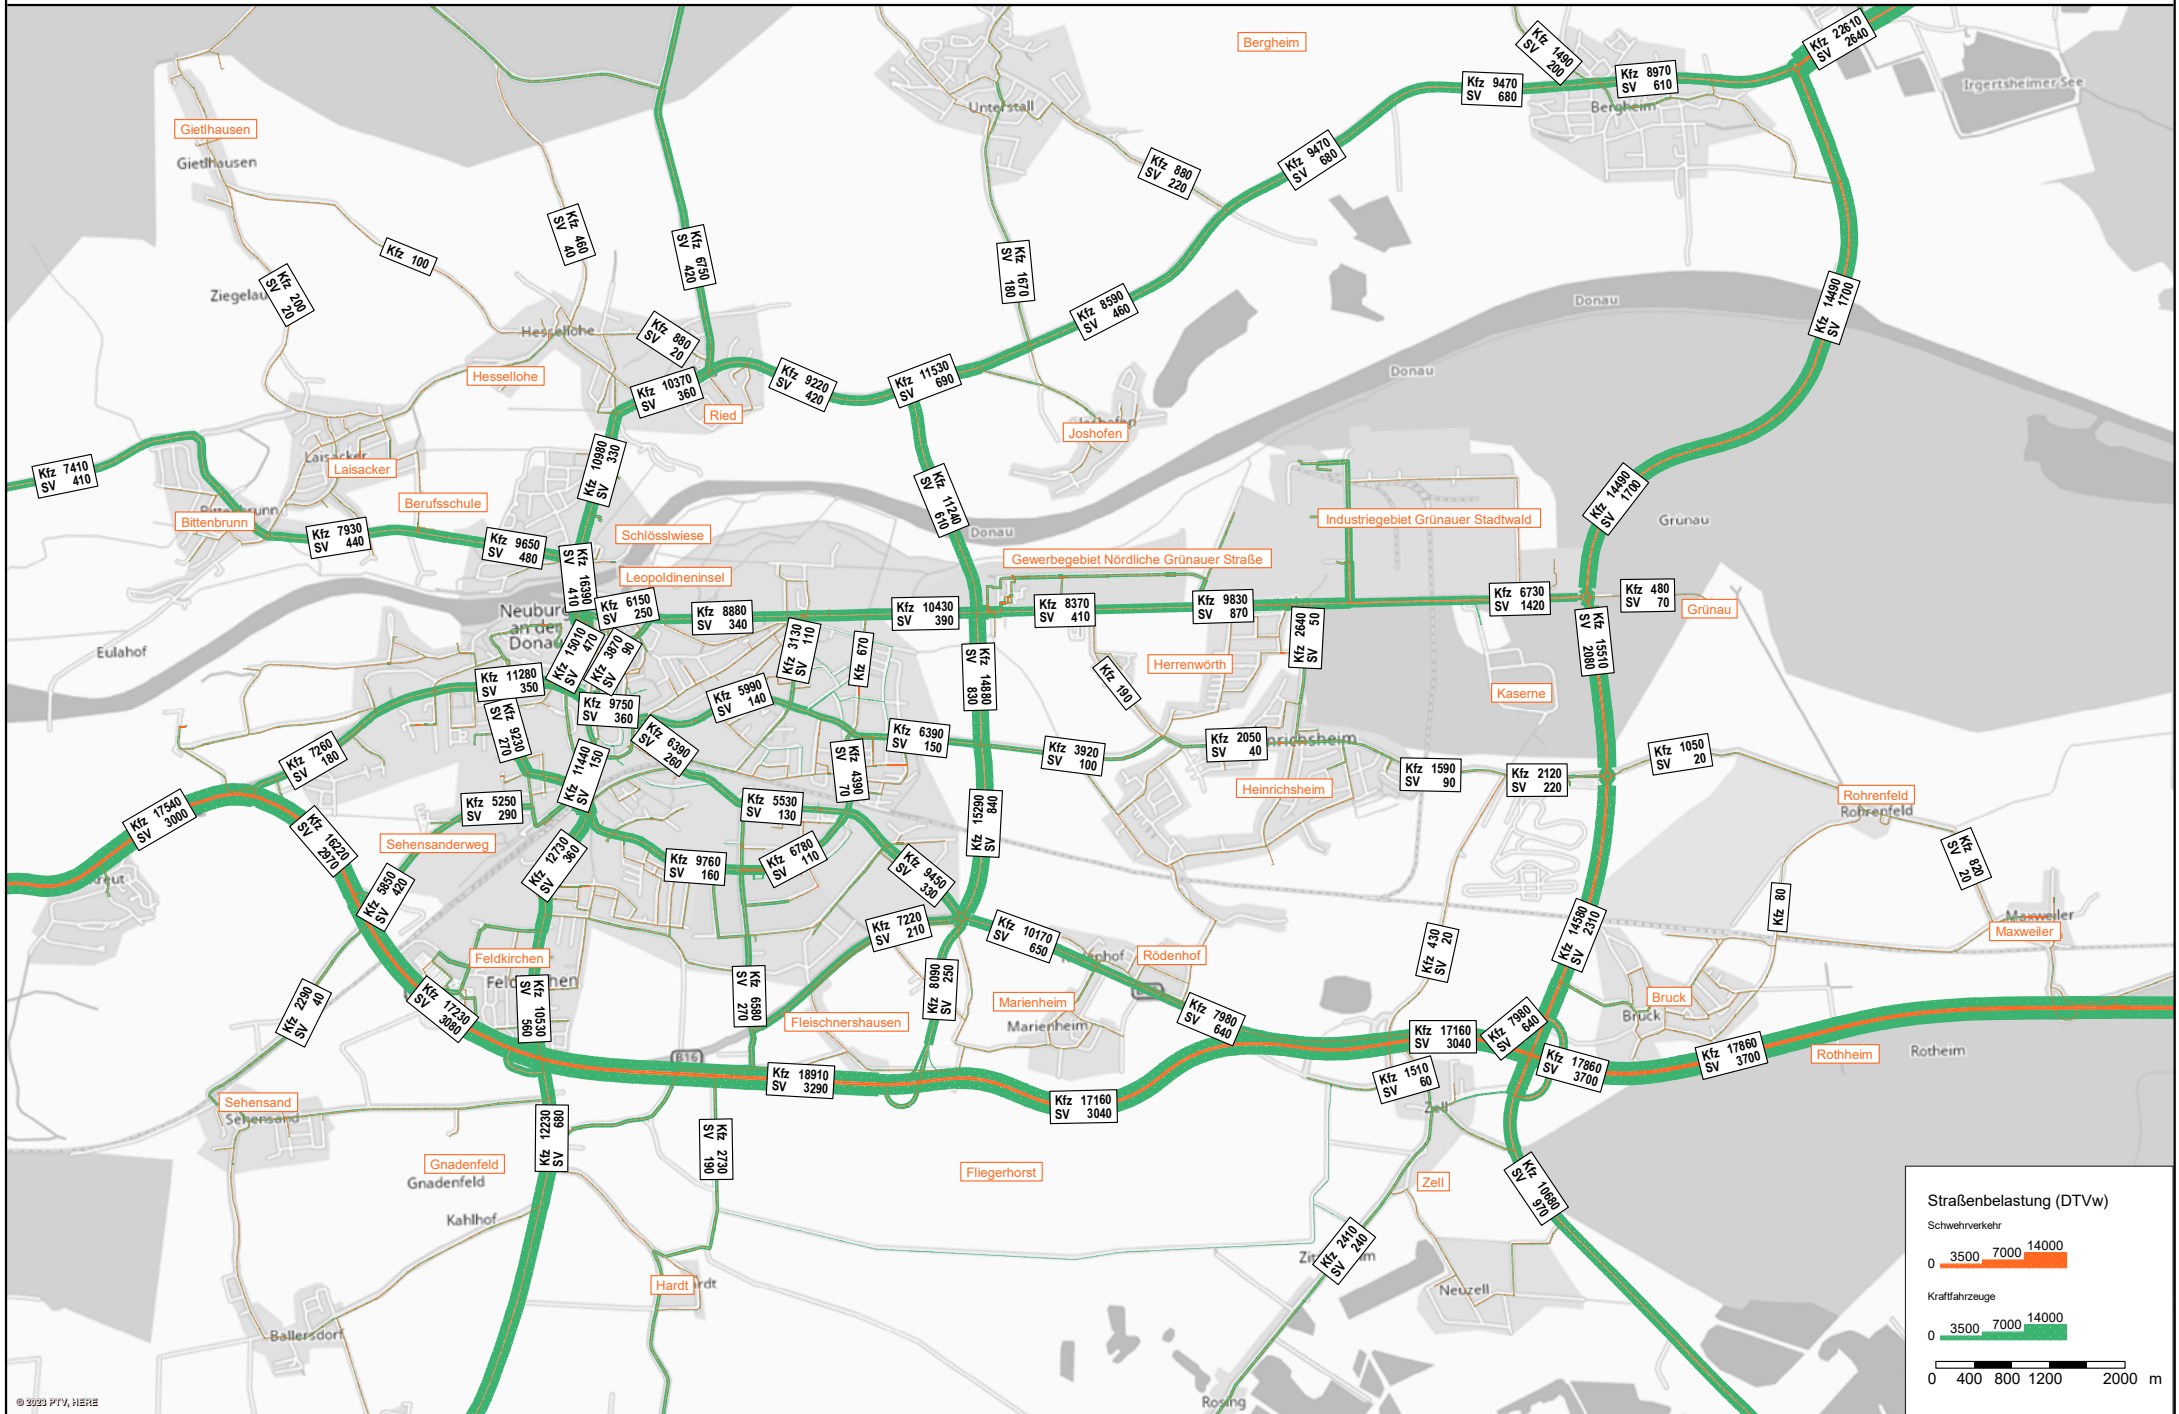 Kfz 22610
SV 2640
Bergheim
Kfz 1490
SV 200
Kfz 9470
SV 680
Kfz 8970
SV 610
Irgertsheimer See
Unterstall
Bergheim
Gietlhausen
Gietlhausen
Kfz 880
SV 220
Kfz 9470
SV 680
Kfz 460
SV 40
Kfz 100
Kfz 6750
SV 420
Kfz 1670
SV 180
Kfz 200
SV 20
Donau
Kfz 14490
SV 1700
Kfz 8590
SV 460
Hessellohe
Kfz 880
SV 20
Donau
Hessellohe
Kfz 10370
SV 360
Kfz 9220
SV 420
Kfz 11530
SV 690
Ried
Joshofen
Laisacker
Kfz 7410
SV 410
Kfz 10980
SV 330
Kfz 11240
SV 610
Kfz 14490
SV 1700
Berufsschule
Bittenbrunn
Kfz 7930
SV 440
Kfz 9650
SV 480
Schlösslwiese
Donau
Industriegebiet Grünauer Stadtwald
Grünau
Gewerbegebiet Nördliche Grünauer Straße
Leopoldineninsel
Kfz 16390
SV 410
Kfz 6150
SV 250
Kfz 8880
SV 340
Kfz 10430
SV 390
Kfz 8370
SV 410
Kfz 9830
SV 870
Kfz 6730
SV 1420
Kfz 480
SV 70
Grünau
an der
Donau
Eulahof
Kfz 15010
SV 470
Kfz 3870
SV 90
Kfz 3130
SV 110
Kfz 670
Kfz 2640
SV 50
Kfz 15510
SV 2080
Herrenwörth
Kaserne
Kfz 190
Kfz 14880
SV 830
Kfz 11280
SV 350
Kfz 9750
SV 360
Kfz 5990
SV 140
Kfz 9230
SV 270
Kfz 6390
SV 260
Kfz 6390
SV 150
Kfz 3920
SV 100
Kfz 2050
SV 40
Kfz 7260
SV 180
Kfz 11440
SV 150
Kfz 4390
SV 70
Kfz 1590
SV 90
Kfz 2120
SV 220
Kfz 1050
SV 20
Heinrichsheim
Rohrenfeld
Rohrenfeld
Kfz 17540
SV 3000
Kfz 16220
SV 2970
Kfz 5250
SV 290
Kfz 5530
SV 130
Kfz 15290
SV 840
Sehensanderweg
Kfz 12730
SV 360
Kfz 9760
SV 160
Kfz 6780
SV 110
Kfz 9450
SV 330
Kfz 820
SV 20
Kfz 5850
SV 420
Kfz 80
Maxweiler
Maxweiler
Kfz 7220
SV 210
Kfz 10170
SV 650
Kfz 430
SV 20
Kfz 14580
SV 2310
Feldkirchen
Rödenhof
Kfz 2290
SV 40
Kfz 17230
SV 3080
Kfz 10530
SV 560
Kfz 6580
SV 270
Kfz 8060
SV 250
Marienheim
Marienheim
Fleischnershausen
Kfz 7980
SV 640
Kfz 17160
SV 3040
Kfz 7980
SV 640
Bruck
Bruck
B16
Kfz 18910
SV 3290
Kfz 17860
SV 3700
Kfz 17860
SV 3700
Rothheim
Rotheim
Kfz 1510
SV 60
Kfz 17160
SV 3040
Sehensand
Sehensand
Zell
Kfz 12230
SV 689
Kfz 2730
SV 190
Gnadenfeld
Gnadenfeld
Kahlhof
Fliegerhorst
Zell
Kfz 10680
SV 970
Kfz 2410
SV 240
Hardt
Neuzell
Ballersdorf
Rosing
Straßenbelastung (DTVw)
Schwehrverkehr
0 3500 7000 14000
Kraftfahrzeuge
0 3500 7000 14000
0 400 800 1200 2000 m
© 2023 PTV, HERE